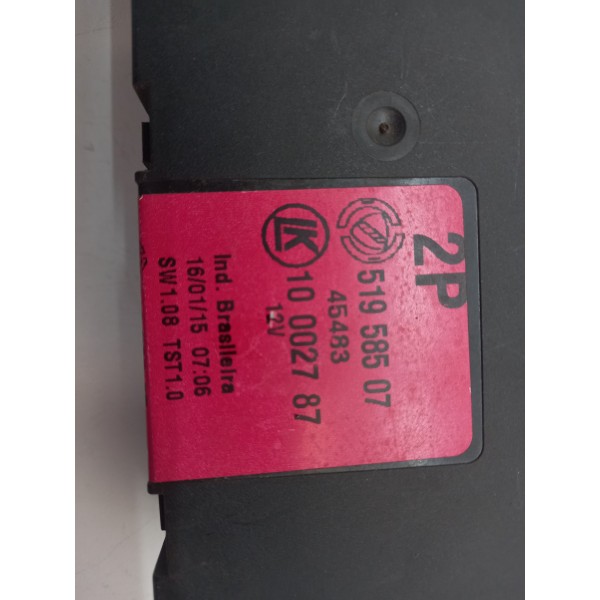 2P
519 585 07
45483
LK 10 0027 87
12V
Ind. Brasileira
16/01/15 07:06
SW1.08 TST1.0